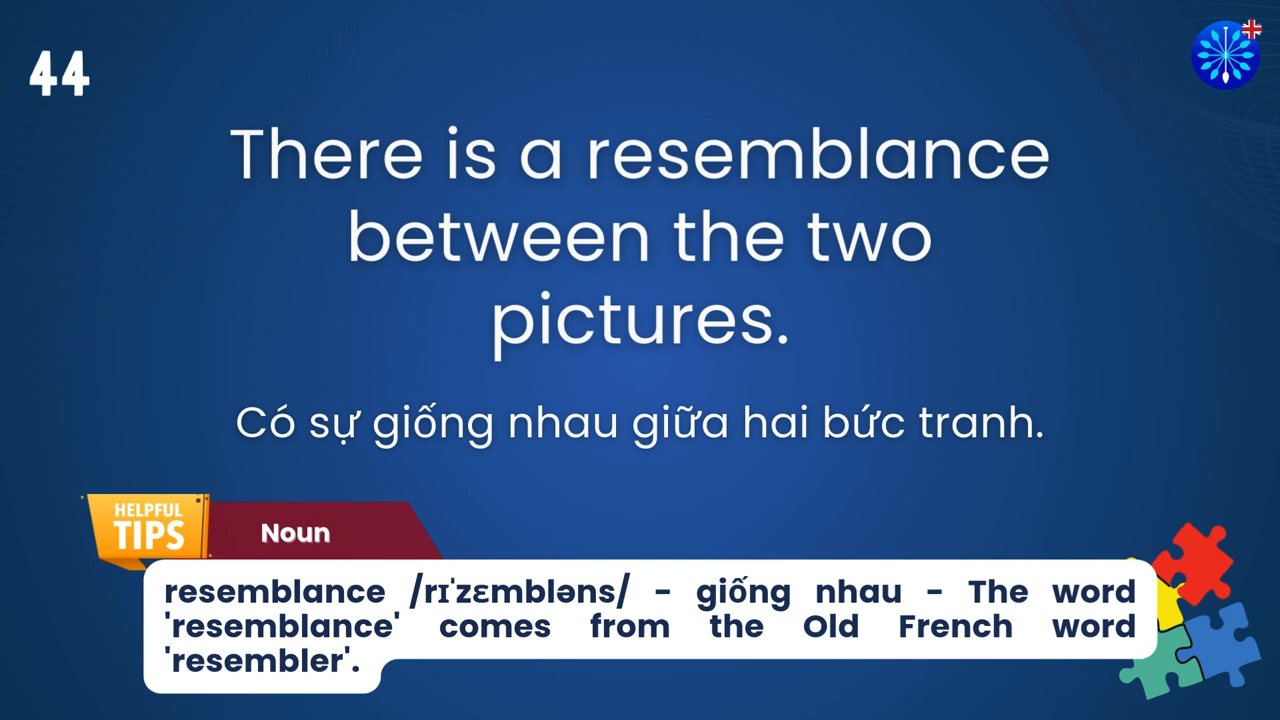 44
There is a resemblance
between the two
pictures.
Có sự giống nhau giữa hai bức tranh.
HELPFUL
TIPS
Noun
resemblance /rɪˈzɛmbləns/ - giống nhau - The word
'resemblance' comes from the Old French word
'resembler'.